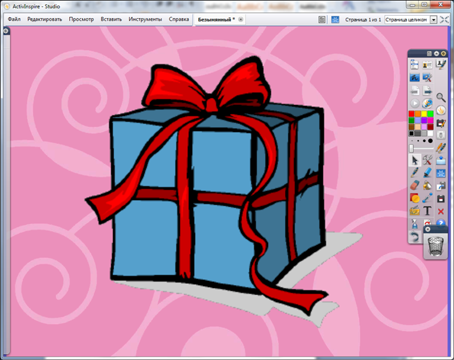 ActivInspire - Studio
Файл Редактировать Просмотр Вставить Инструменты Справка Безымянный * Страница 1 из 1 Страница целиком
T